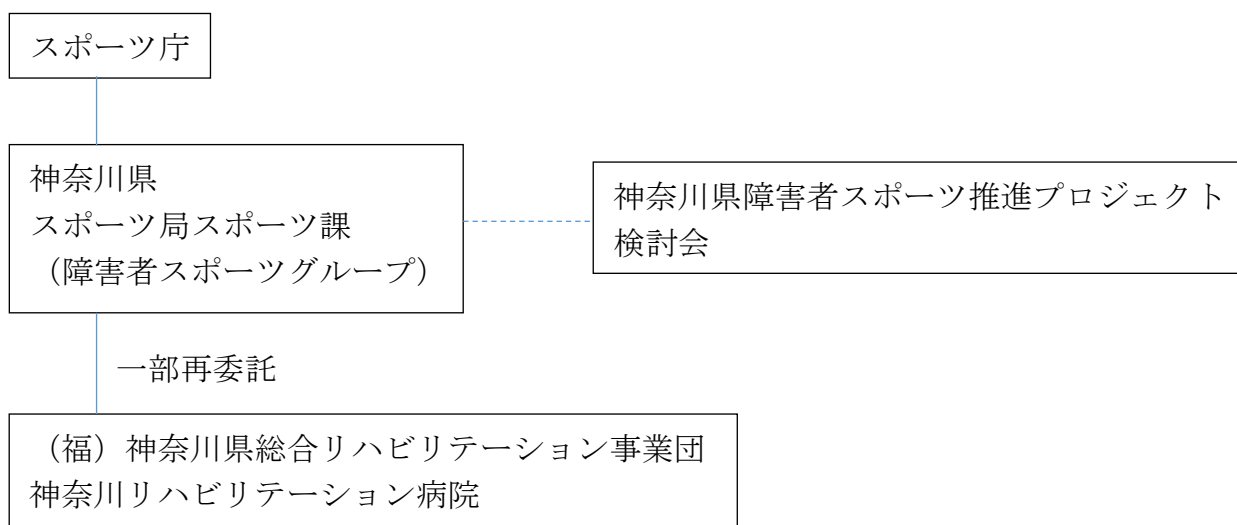 スポーツ庁
神奈川県
スポーツ局スポーツ課
（障害者スポーツグループ）
神奈川県障害者スポーツ推進プロジェクト
検討会
一部再委託
（福）神奈川県総合リハビリテーション事業団
神奈川リハビリテーション病院